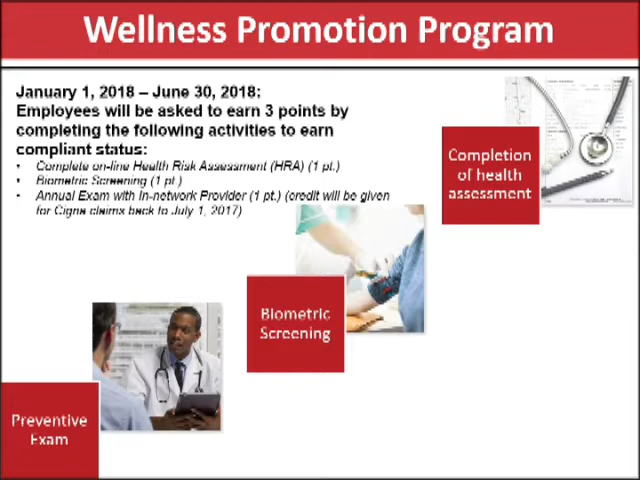 Wellness Promotion Program
January 1, 2018 – June 30, 2018:
Employees will be asked to earn 3 points by
completing the following activities to earn
compliant status:
• Complete on-line Health Risk Assessment (HRA) (1 pt.)
• Biometric Screening (1 pt.)
• Annual Exam with In-network Provider (1 pt.) (credit will be given
for Cigna claims back to July 1, 2017)
Completion
of health
assessment
Biometric
Screening
Preventive
Exam